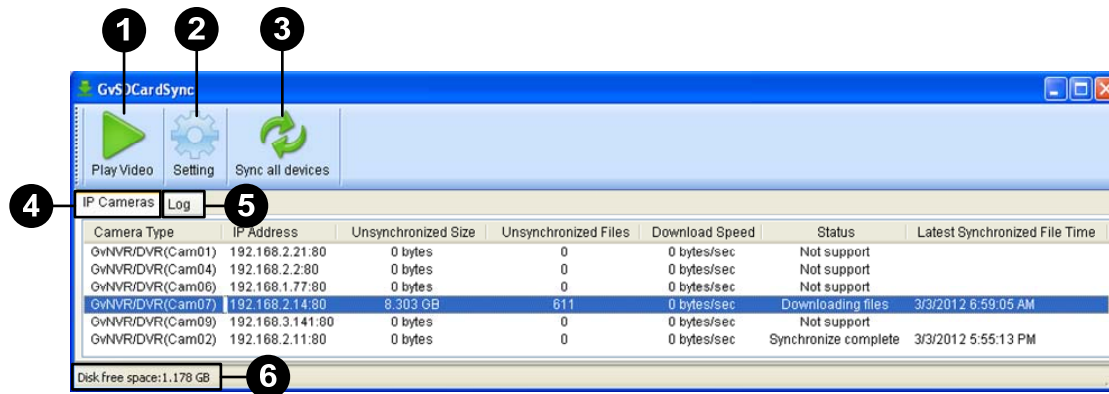 1 2 3
GvSDCardSync
Play Video Setting Sync all devices
4 IP Cameras Log 5
Camera Type IP Address Unsynchronized Size Unsynchronized Files Download Speed Status Latest Synchronized File Time
GvNVR/DVR(Cam01) 192.168.2.21:80 0 bytes 0 0 bytes/sec Not support
GvNVR/DVR(Cam04) 192.168.2.2:80 0 bytes 0 0 bytes/sec Not support
GvNVR/DVR(Cam06) 192.168.1.77:80 0 bytes 0 0 bytes/sec Not support
GvNVR/DVR(Cam07) 192.168.2.14:80 8.303 GB 611 0 bytes/sec Downloading files 3/3/2012 6:59:05 AM
GvNVR/DVR(Cam09) 192.168.3.141:80 0 bytes 0 0 bytes/sec Not support
GvNVR/DVR(Cam02) 192.168.2.11:80 0 bytes 0 0 bytes/sec Synchronize complete 3/3/2012 5:55:13 PM
Disk free space:1.178 GB 6